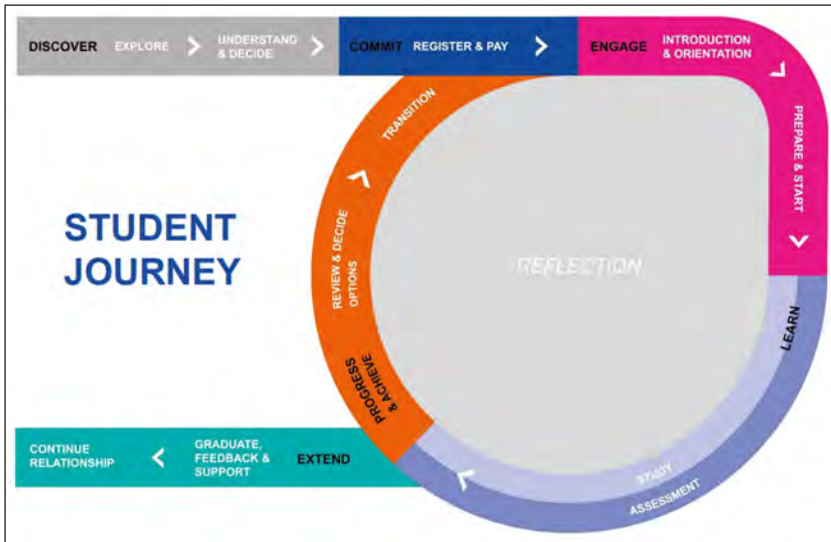 DISCOVER EXPLORE UNDERSTAND
& DECIDE
COMMIT REGISTER & PAY
ENGAGE INTRODUCTION
& ORIENTATION
PREPARE & START
LEARN
STUDY
ASSESSMENT
PROGRESS
& ACHIEVE
REVIEW & DECIDE
OPTIONS
TRANSITION
REFLECTION
STUDENT
JOURNEY
EXTEND
GRADUATE,
FEEDBACK &
SUPPORT
CONTINUE
RELATIONSHIP